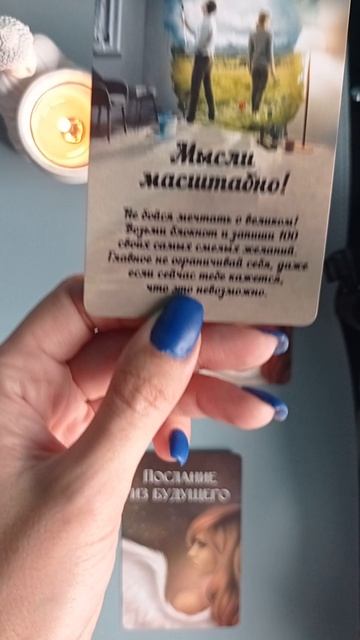 Мысли
масштабно!
Не бойся мечтать о великом!
Возьми блокнот и запиши 100
своих самых смелых желаний.
Главное не ограничивай себя, даже
если сейчас тебе кажется,
что это невозможно.
Послание
из будущего